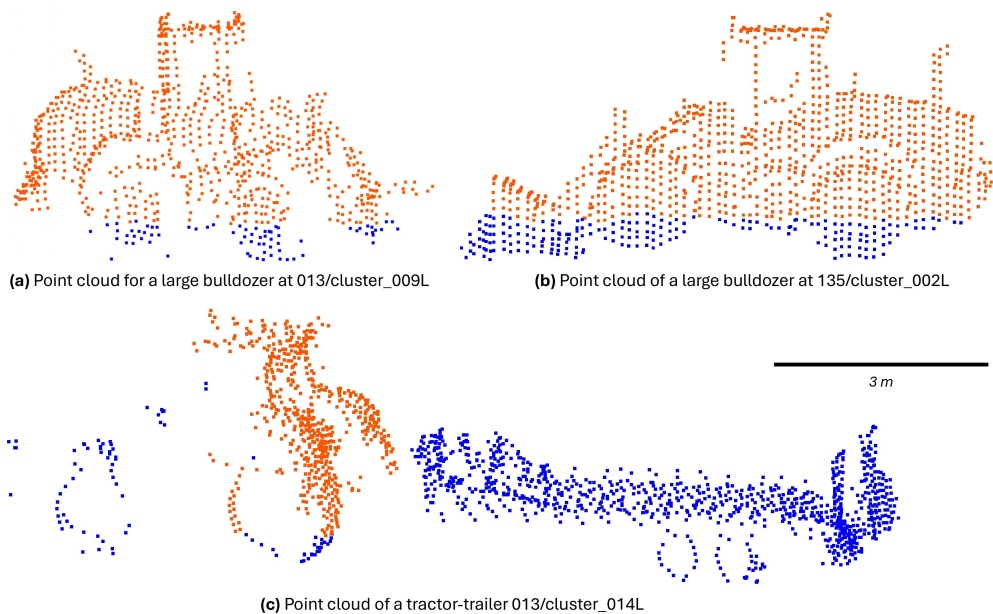 (a) Point cloud for a large bulldozer at 013/cluster_009L
(b) Point cloud of a large bulldozer at 135/cluster_002L
3 m
(c) Point cloud of a tractor-trailer 013/cluster_014L